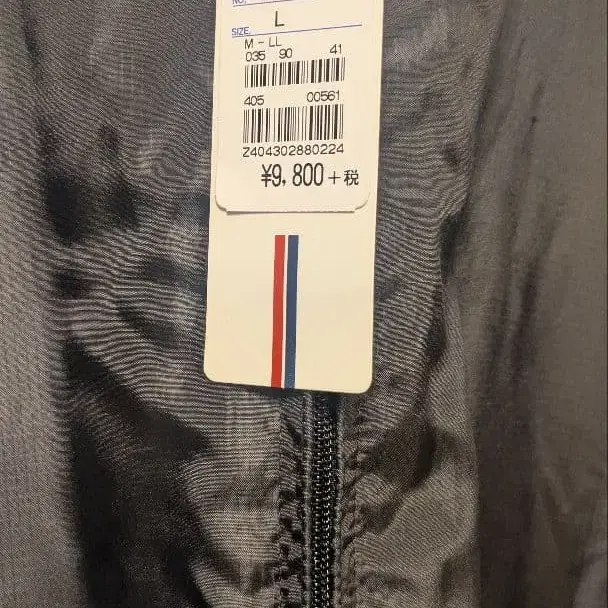 NO.
L
SIZE
M - LL
035 90 41
405 00561
Z404302880224
¥9,800+税